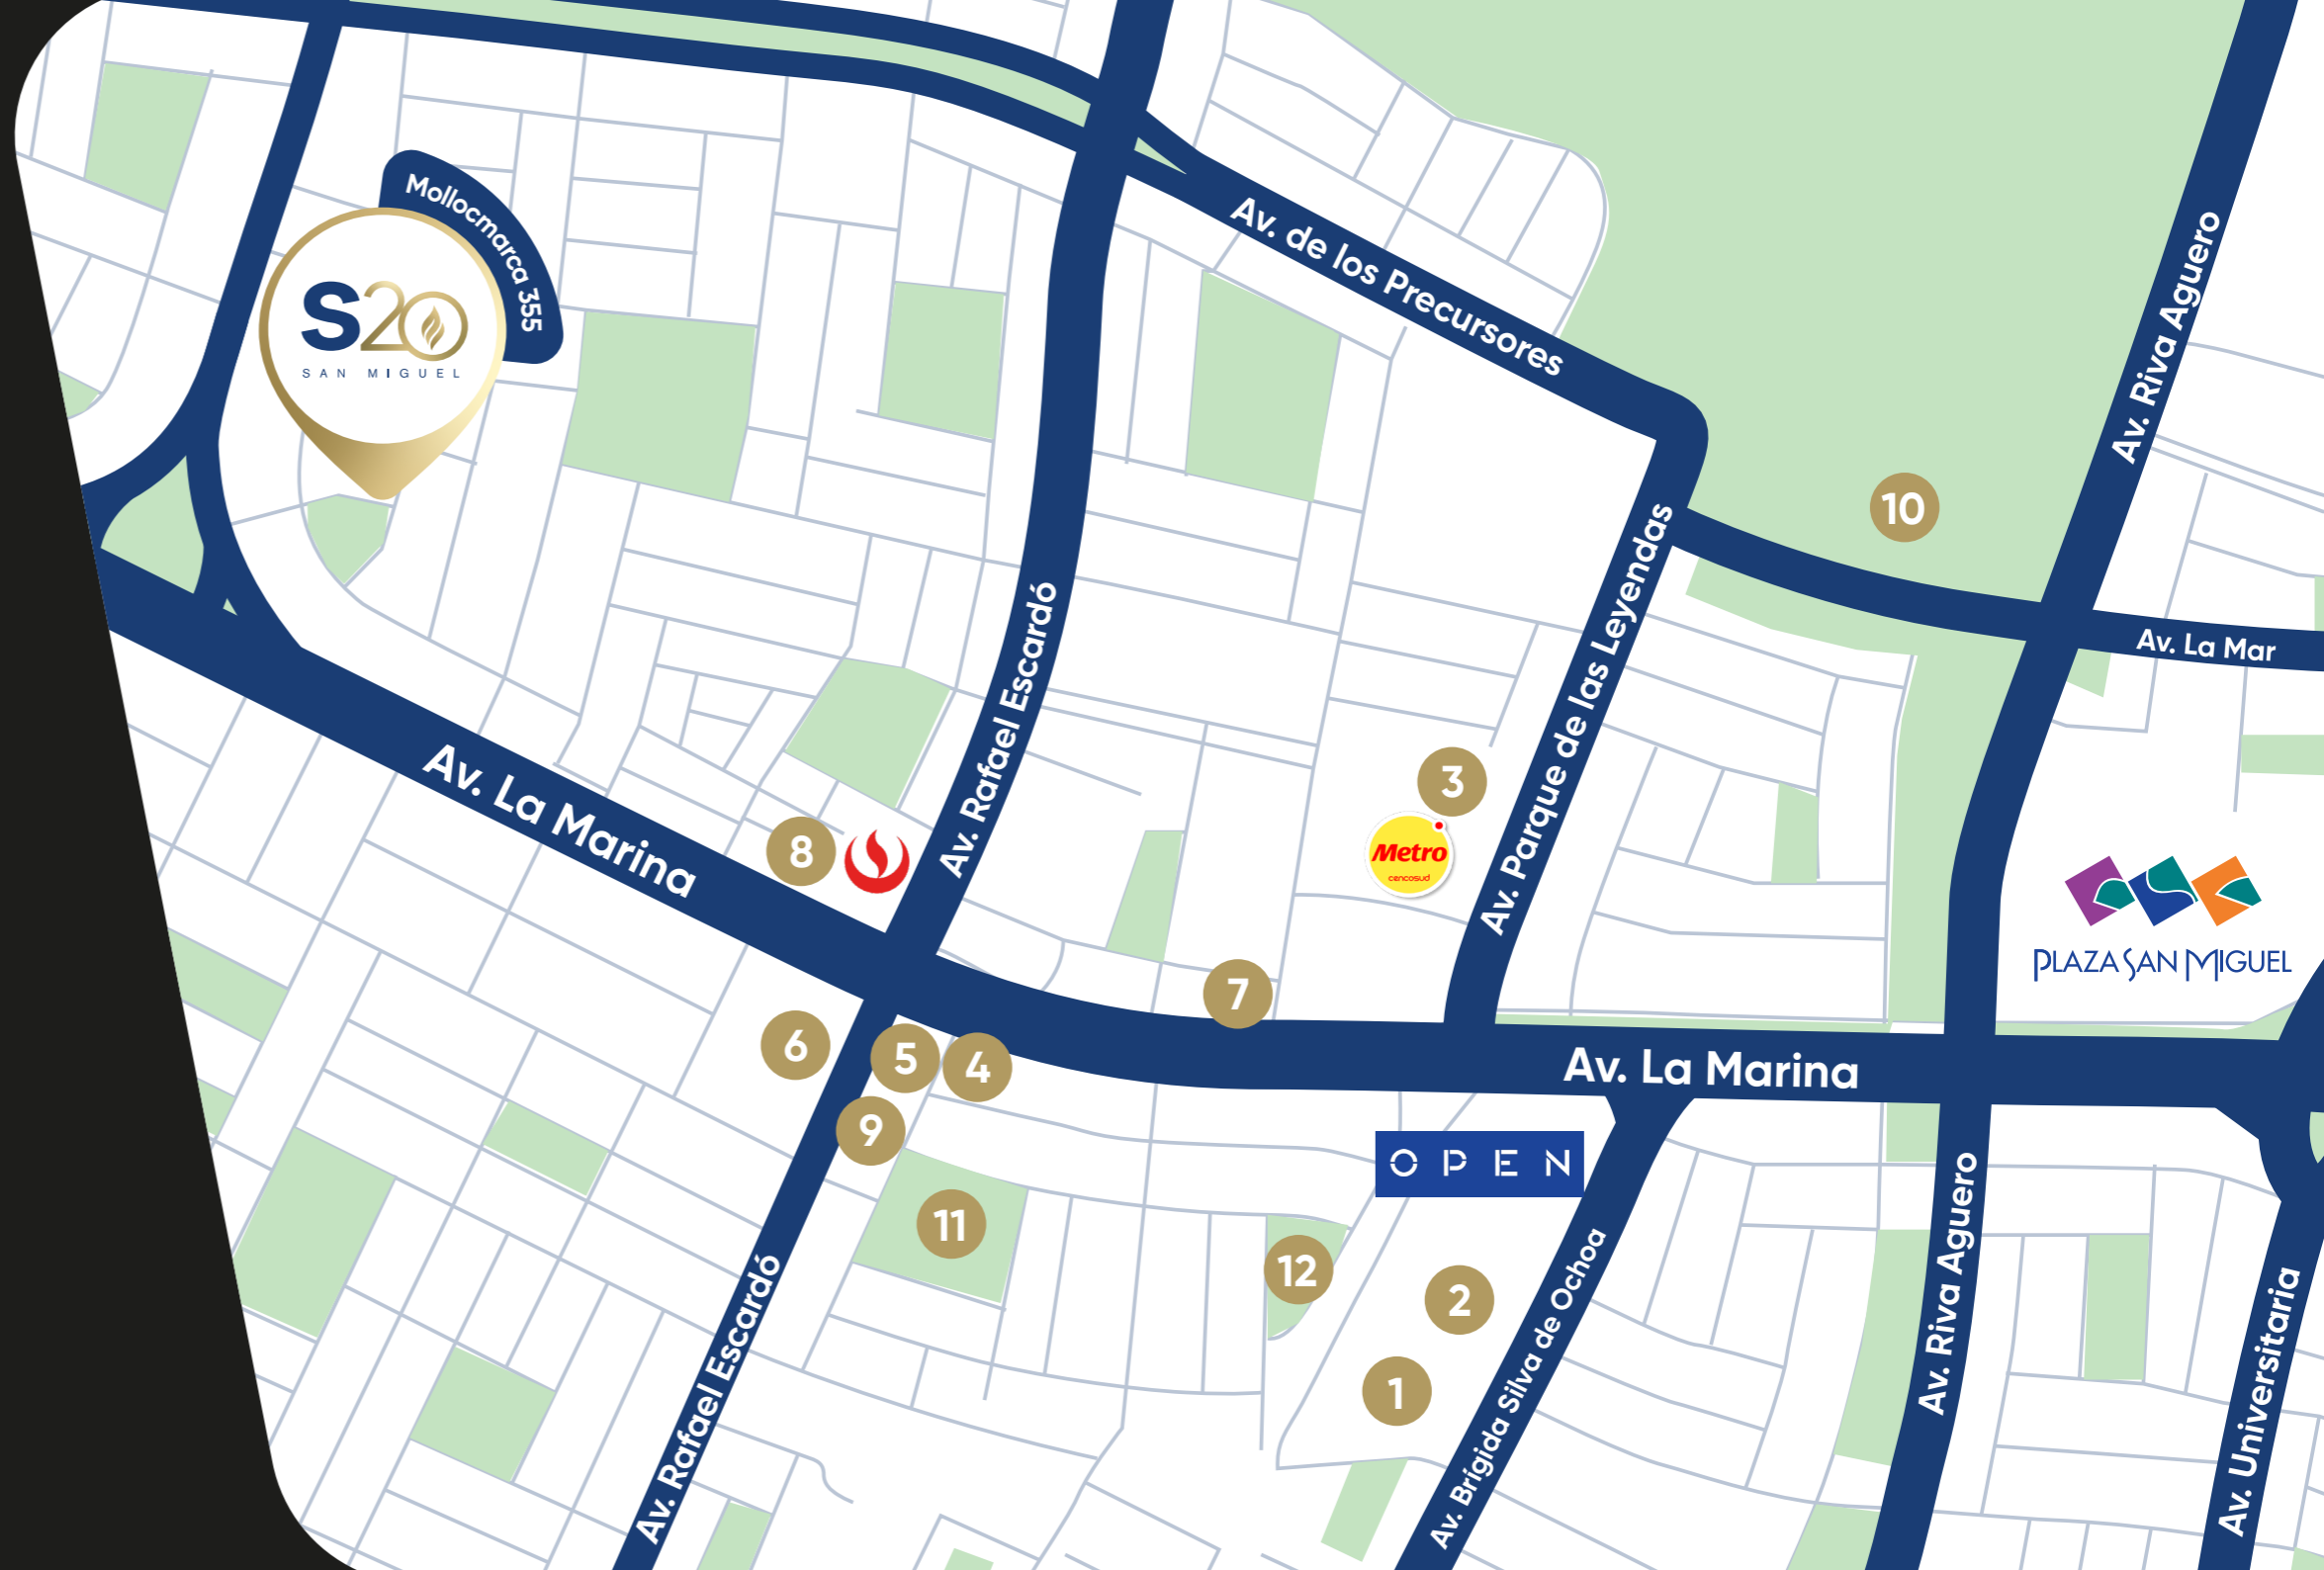 Mollocmarca 355
S20
SAN MIGUEL
Av. de los Precursores
Av. Riva Aguero
10
Av. La Mar
Av. Rafael Escardó
Av. Parque de las Leyendas
Av. La Marina
8
3
Metro
cencosud
PLAZA SAN MIGUEL
7
6
5
4
Av. La Marina
9
OPEN
11
12
2
1
Av. Rafael Escardó
Av. Brigida Silva de Ochoa
Av. Riva Aguero
Av. Universitaria